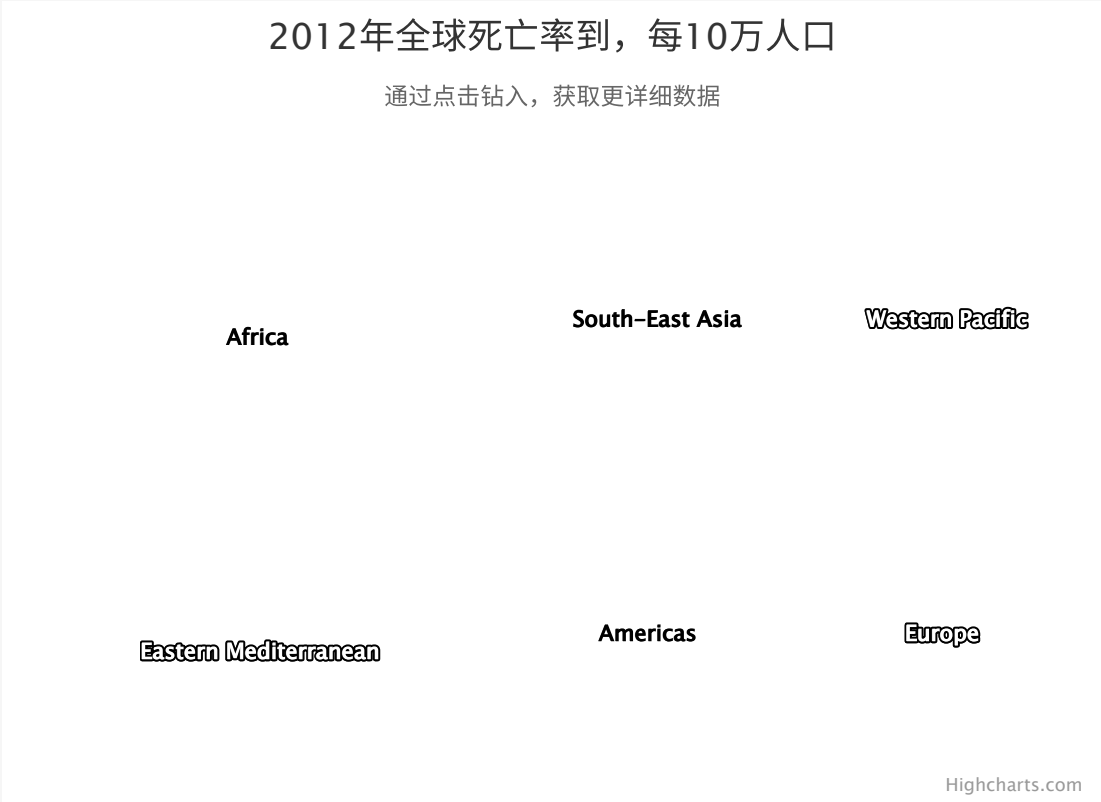 2012年全球死亡率到，每10万人口
通过点击钻入，获取更详细数据
Africa
South-East Asia
Western Pacific
Eastern Mediterranean
Americas
Europe
Highcharts.com